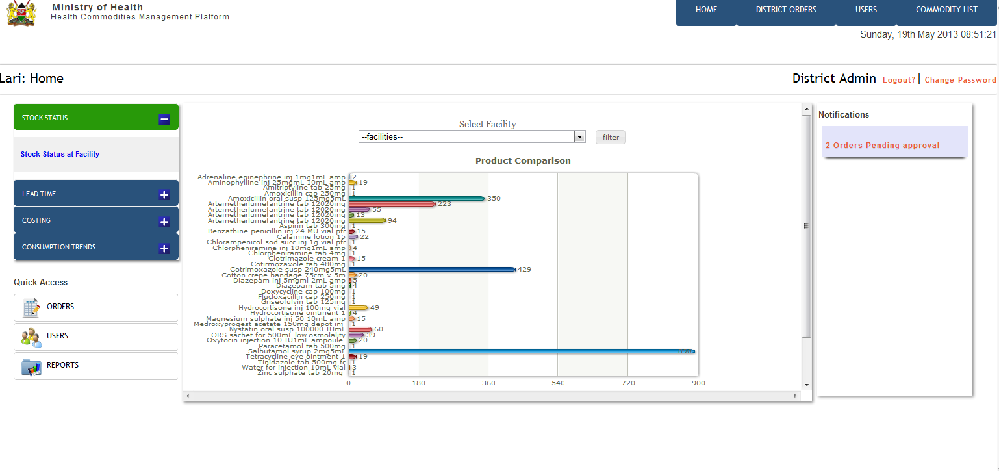 Ministry of Health
Health Commodities Management Platform
HOME DISTRICT ORDERS USERS COMMODITY LIST
Sunday, 19th May 2013 08:51:21
Lari: Home
District Admin Logout? | Change Password
STOCK STATUS
Stock Status at Facility
LEAD TIME
COSTING
CONSUMPTION TRENDS
Quick Access
ORDERS
USERS
REPORTS
Select Facility
--facilities--
filter
Product Comparison
Adrenaline epinephrine inj 1mg1mL amp 2
Aminophylline inj 25mgmL 10mL amp 19
Amitriptyline tab 25mg 1
Amoxicillin cap 250mg 1
Amoxicillin oral susp 125mg5mL 350
Artemetherlumefantrine tab 12020mg 223
Artemetherlumefantrine tab 12020mg 55
Artemetherlumefantrine tab 12020mg 13
Artemetherlumefantrine tab 12020mg 94
Aspirin tab 300mg 1
Benzathine penicillin inj 24 MU vial pfr 15
Calamine lotion 15 22
Chlorampenicol sod succ inj 1g vial pfr 1
Chlorpheniramine inj 10mg1mL amp 4
Chlorpheniramine tab 4mg 1
Clotrimazole cream 1 15
Cotirmozaxole tab 480mg 1
Cotrimoxazole susp 240mg5mL 429
Cotton crepe bandage 75cm x 5m 20
Diazepam inj 5mgml 2mL amp 5
Diazepam tab 5mg 4
Doxycycline cap 100mg 1
Flucloxacillin cap 250mg 1
Griseofulvin tab 125mg 1
Hydrocortisone inj 100mg vial 49
Hydrocortisone ointment 1 4
Magnesium sulphate inj 50 10mL amp 15
Medroxyprogest acetate 150mg depot inj 1
Nystatin oral susp 100000 IUmL 60
ORS sachet for 500mL low osmolality 39
Oxytocin injection 10 IU1mL ampoule 20
Paracetamol tab 500mg 1
Salbutamol syrup 2mg5mL
Tetracycline eye ointment 1 19
Tinidazole tab 500mg fc 1
Water for injection 10mL vial 3
Zinc sulphate tab 20mg 1
0 180 360 540 720 900
Notifications
2 Orders Pending approval